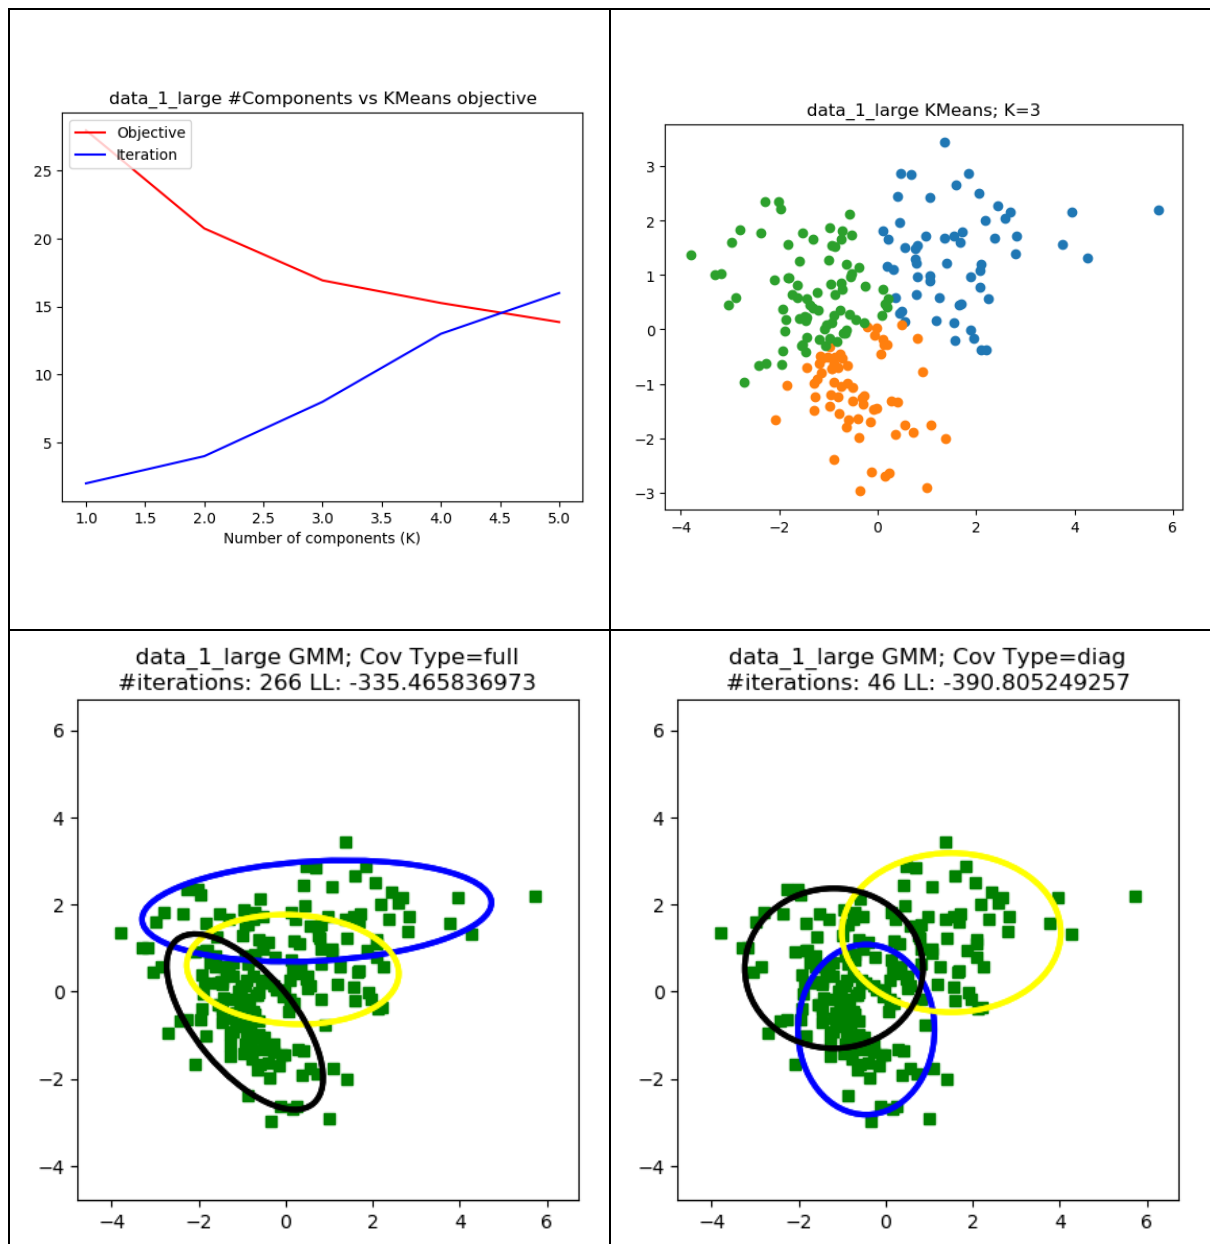 data_1_large #Components vs KMeans objective
Objective
Iteration
25
20
15
10
5
1.0 1.5 2.0 2.5 3.0 3.5 4.0 4.5 5.0
Number of components (K)
data_1_large KMeans; K=3
3
2
1
0
−1
−2
−3
−4 −2 0 2 4 6
data_1_large GMM; Cov Type=full
#iterations: 266 LL: -335.465836973
6
4
2
0
−2
−4
−4 −2 0 2 4 6
data_1_large GMM; Cov Type=diag
#iterations: 46 LL: -390.805249257
6
4
2
0
−2
−4
−4 −2 0 2 4 6